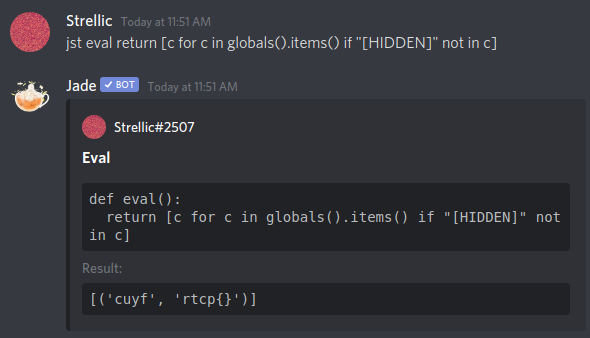 Strellic Today at 11:51 AM
jst eval return [c for c in globals().items() if "[HIDDEN]" not in c]
Jade ✓ BOT Today at 11:51 AM
Strellic#2507
Eval
def eval():
  return [c for c in globals().items() if "[HIDDEN]" not
in c]
Result:
[('cuyf', 'rtcp{}')]